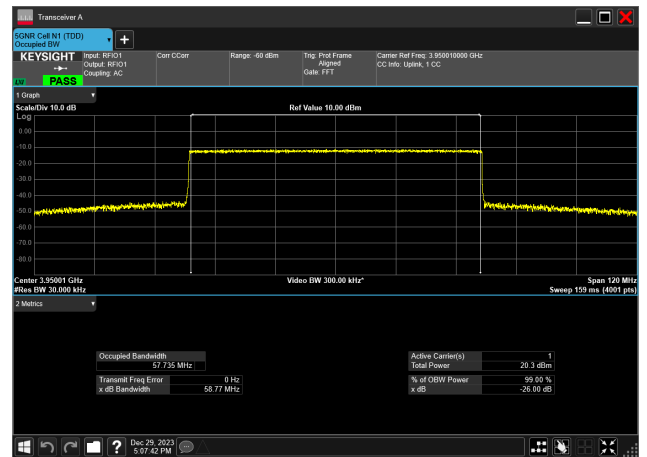 Transceiver A
5GNR Cell N1 (TDD)
Occupied BW
KEYSIGHT
LW PASS
Input: RFIO1
Output: RFIO1
Coupling: AC
Corr CCorr
Range: -60 dBm
Trig: Prot Frame
Aligned
Gate: FFT
Carrier Ref Freq: 3.950010000 GHz
CC Info: Uplink, 1 CC
1 Graph
Scale/Div 10.0 dB
Ref Value 10.00 dBm
Log
0.00
-10.0
-20.0
-30.0
-40.0
-50.0
-60.0
-70.0
-80.0
Center 3.95001 GHz
Video BW 300.00 kHz*
Span 120 MHz
#Res BW 30.000 kHz
Sweep 159 ms (4001 pts)
2 Metrics
Occupied Bandwidth
57.735 MHz
Transmit Freq Error 0 Hz
x dB Bandwidth 58.77 MHz
Active Carrier(s) 1
Total Power 20.3 dBm
% of OBW Power 99.00 %
x dB -26.00 dB
Dec 29, 2023
5:07:42 PM